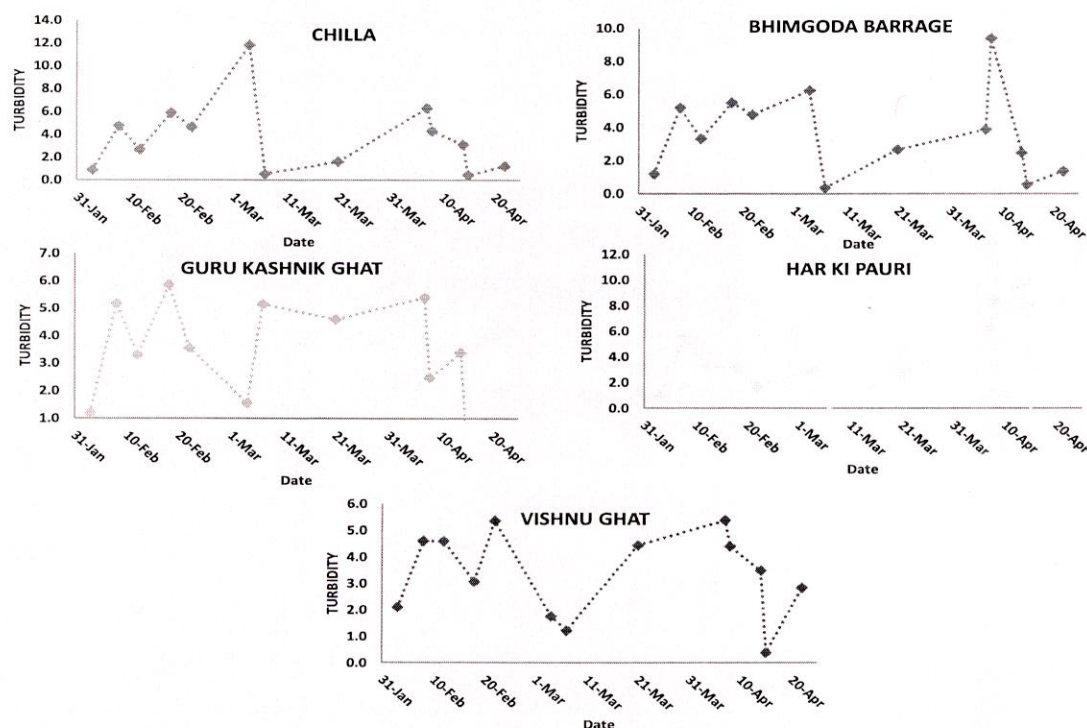 CHILLA
TURBIDITY
14.0
12.0
10.0
8.0
6.0
4.0
2.0
0.0
31-Jan
10-Feb
20-Feb
1-Mar
11-Mar
21-Mar
31-Mar
10-Apr
20-Apr
Date
BHIMGODA BARRAGE
TURBIDITY
10.0
8.0
6.0
4.0
2.0
0.0
31-Jan
10-Feb
20-Feb
1-Mar
11-Mar
21-Mar
31-Mar
10-Apr
20-Apr
Date
GURU KASHNIK GHAT
TURBIDITY
7.0
6.0
5.0
4.0
3.0
2.0
1.0
31-Jan
10-Feb
20-Feb
1-Mar
11-Mar
21-Mar
31-Mar
10-Apr
20-Apr
Date
HAR KI PAURI
TURBIDITY
12.0
10.0
8.0
6.0
4.0
2.0
0.0
31-Jan
10-Feb
20-Feb
1-Mar
11-Mar
21-Mar
31-Mar
10-Apr
20-Apr
Date
VISHNU GHAT
TURBIDITY
6.0
5.0
4.0
3.0
2.0
1.0
0.0
31-Jan
10-Feb
20-Feb
1-Mar
11-Mar
21-Mar
31-Mar
10-Apr
20-Apr
Date